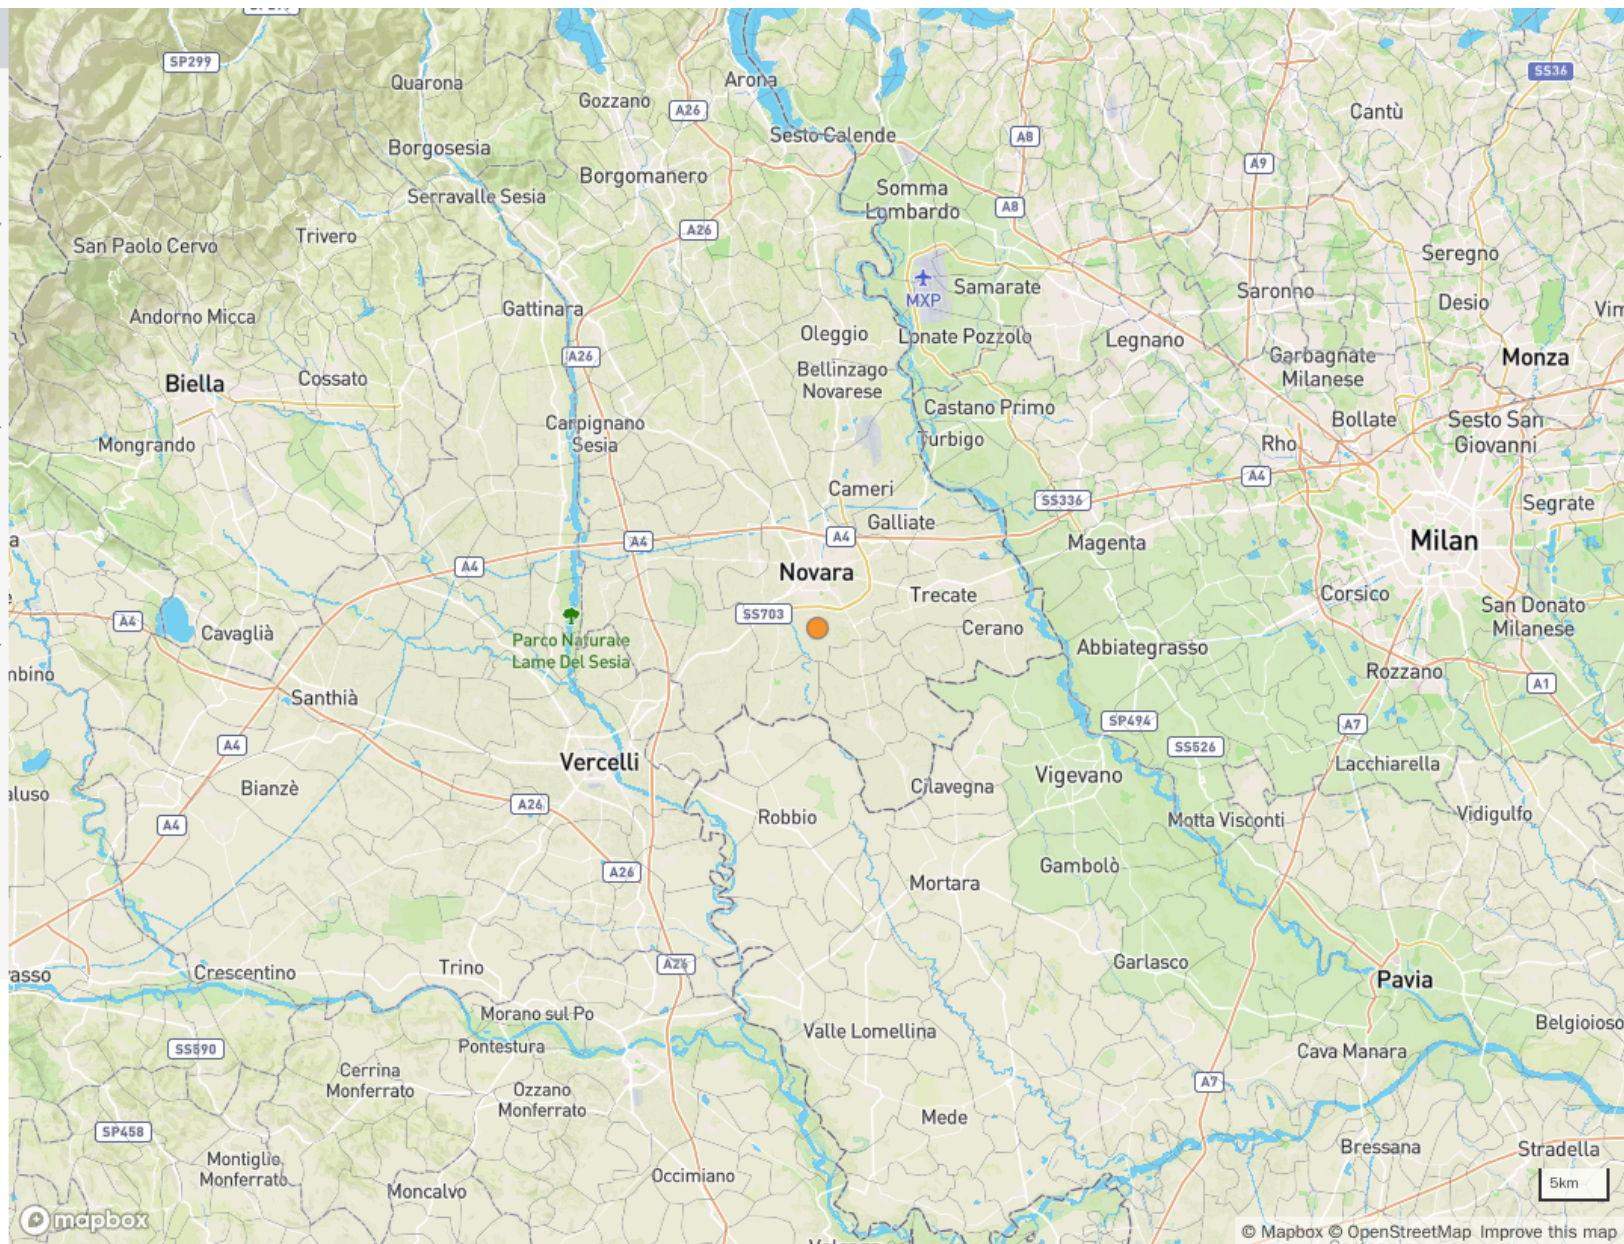 SP299
Quarona
Gozzano
A26
Arona
SS36
Cantù
Borgosesia
Sesto Calende
A8
A9
Serravalle Sesia
Borgomanero
Somma
Lombardo
A8
San Paolo Cervo
Trivero
A26
Seregno
MXP
Samarate
Saronno
Desio
Andorno Micca
Gattinara
Oleggio
Lonate Pozzolo
Legnano
Garbagnate
Milanese
Monza
A26
Biella
Cossato
Bellinzago
Novarese
Castano Primo
Bollate
Sesto San
Giovanni
Mongrando
Carpignano
Sesia
Turbigo
Rho
A4
Cameri
SS336
Segrate
Galliate
A4
A4
Magenta
Milan
A4
Novara
Trecate
Corsico
San Donato
Milanese
A4
Cavaglià
SS703
Cerano
Parco Naturale
Lame Del Sesia
Abbiategrasso
Rozzano
A1
Santhià
SP494
A7
A4
SS526
Vercelli
Lacchiarella
Bianzè
Cilavegna
Vigevano
A26
Robbio
Motta Visconti
Vidigulfo
A4
A26
Gambolò
Mortara
Crescentino
Trino
A26
Garlasco
Pavia
Morano sul Po
Valle Lomellina
Belgioioso
SS590
Pontestura
Cava Manara
Cerrina
Monferrato
Ozzano
Monferrato
A7
Mede
SP458
Bressana
Stradella
Montiglio
Monferrato
Moncalvo
Occimiano
5km
mapbox
© Mapbox © OpenStreetMap Improve this map